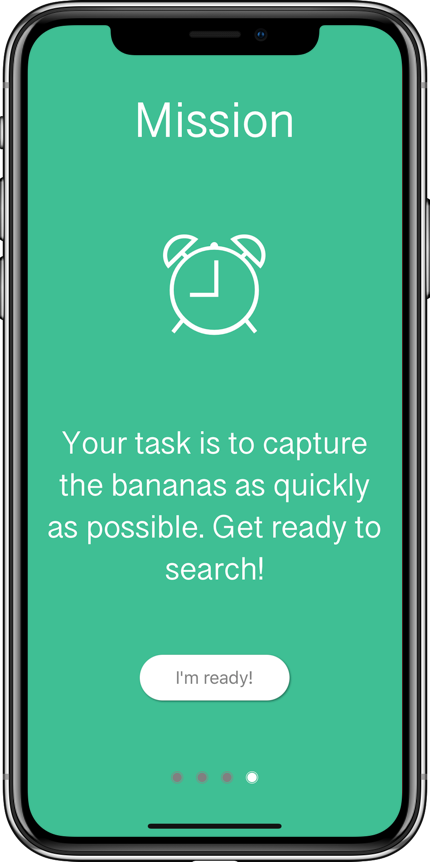 Mission
Your task is to capture
the bananas as quickly
as possible. Get ready to
search!
I'm ready!